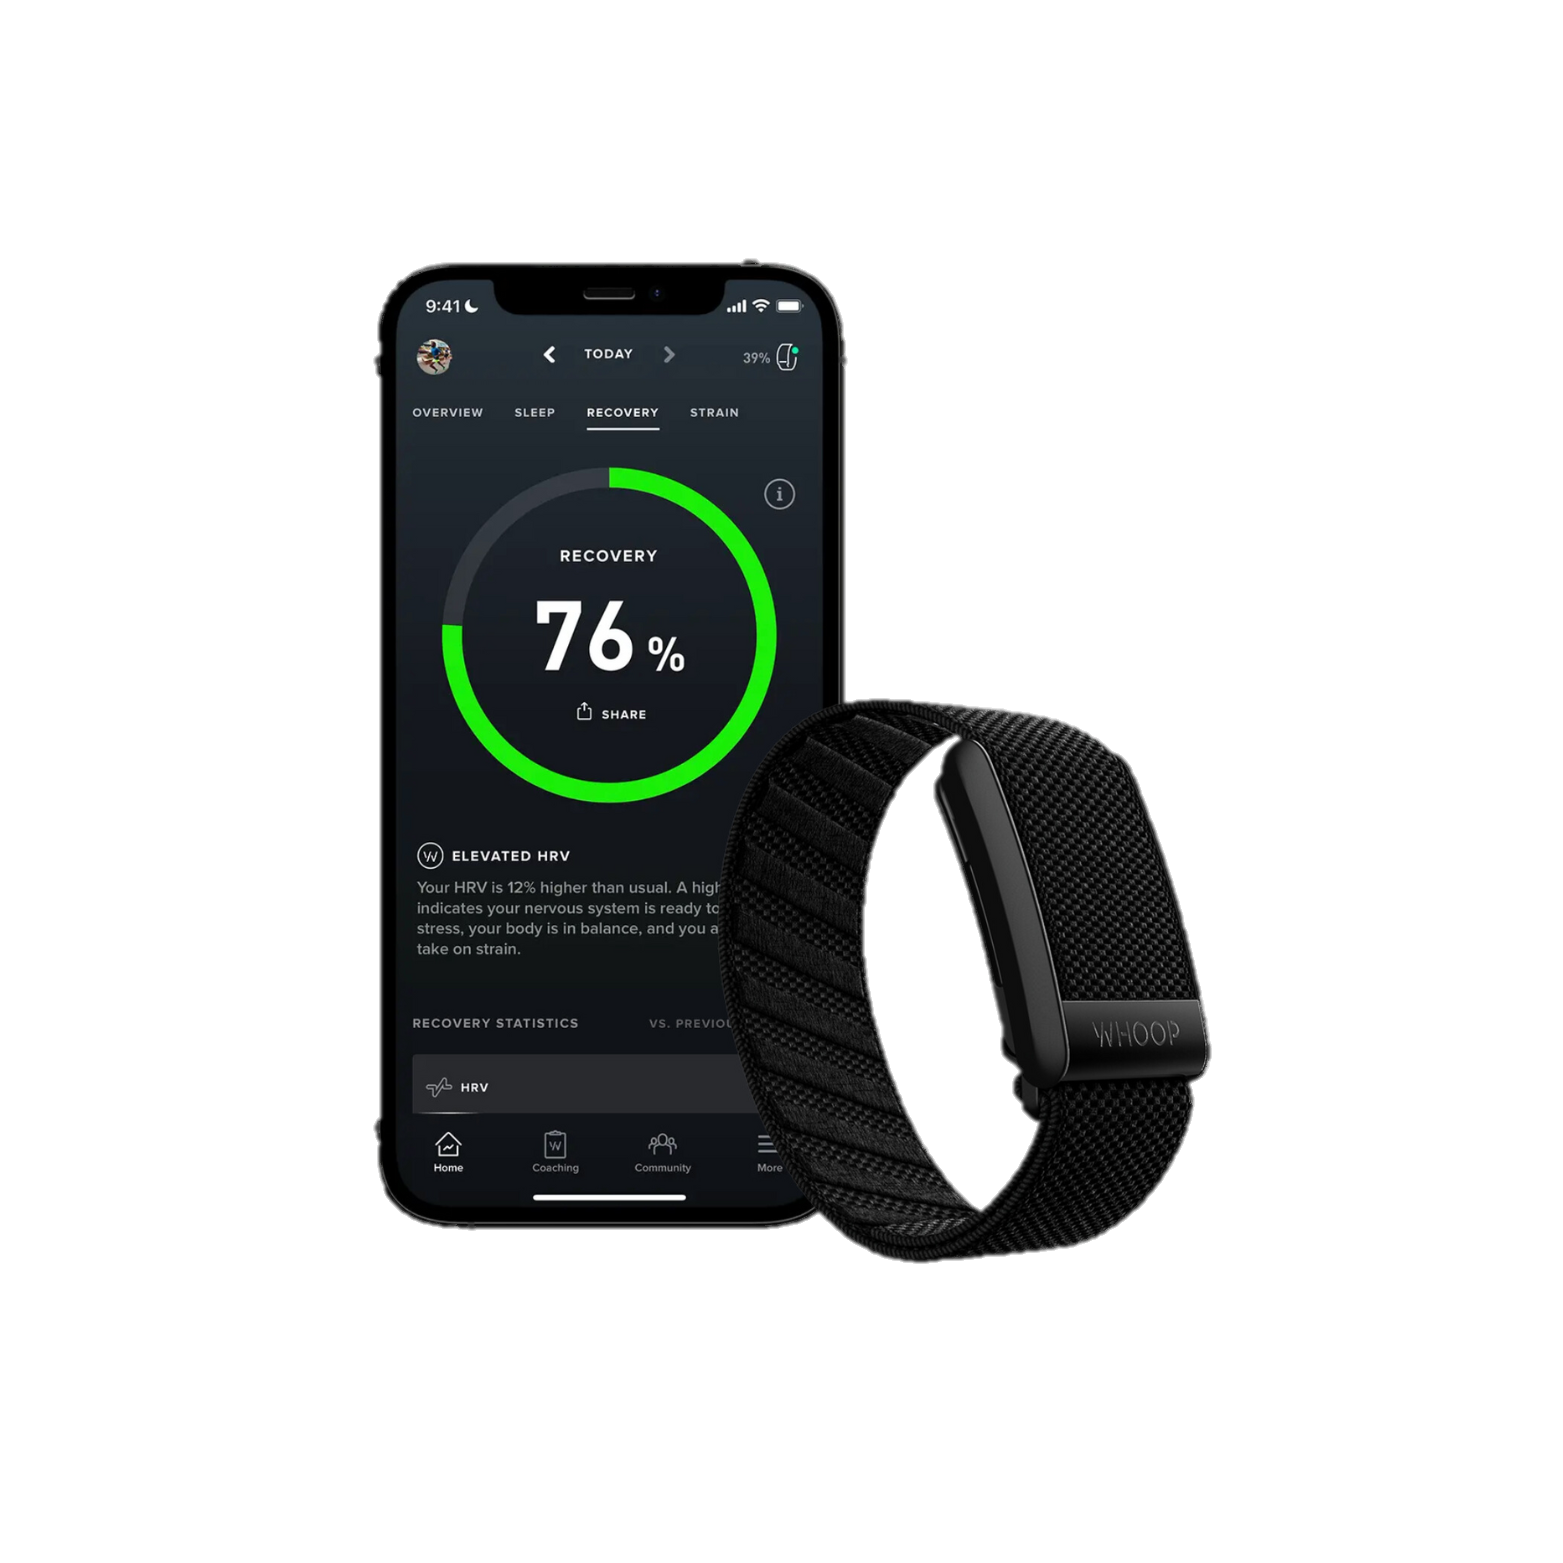 9:41
TODAY
39%
OVERVIEW SLEEP RECOVERY STRAIN
RECOVERY
76 %
SHARE
ELEVATED HRV
Your HRV is 12% higher than usual. A high
indicates your nervous system is ready to
stress, your body is in balance, and you a
take on strain.
RECOVERY STATISTICS VS. PREVIOU
HRV
Home Coaching Community More
WHOOP